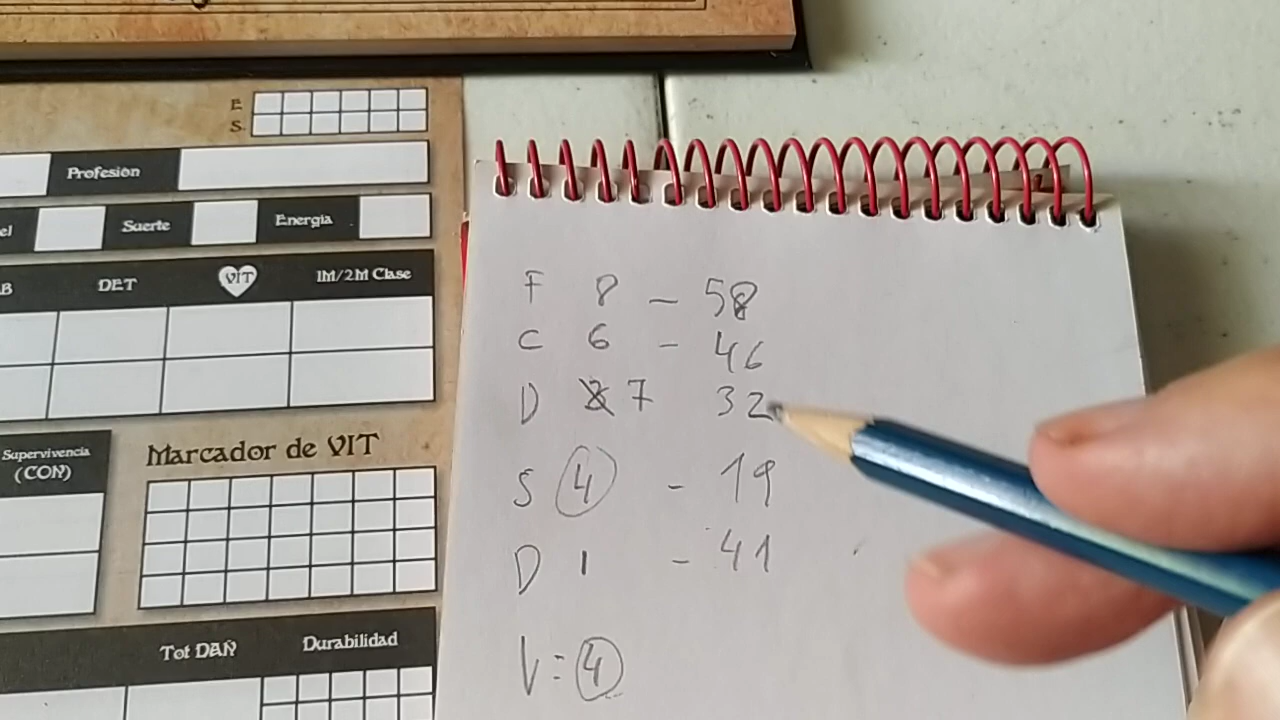 E
S
Profesión
el Suerte Energía
B DET VIT 1M/2M Clase
Supervivencia
(CON)
Marcador de VIT
Tot DAÑ Durabilidad
F 8 – 58
C 6 – 46
D 7 32
S 4 – 19
D 1 – 41
V = 4